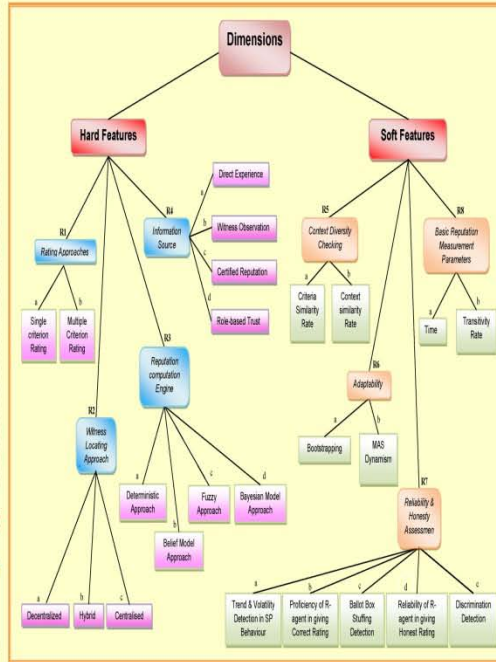 Dimensions
Hard Features
Soft Features
R1
Rating Approaches
a
b
Single
criterion
Rating
Multiple
Criterion
Rating
R4
Information
Source
a
Direct Experience
b
Witness Observation
c
Certified Reputation
d
Role-based Trust
R5
Context Diversity
Checking
a
b
Criteria
Similarity
Rate
Context
similarity
Rate
R8
Basic Reputation
Measurement
Parameters
a
b
Time
Transitivity
Rate
R3
Reputation
computation
Engine
a
b
c
d
Deterministic
Approach
Belief Model
Approach
Fuzzy
Approach
Bayesian Model
Approach
R6
Adaptability
a
b
Bootstrapping
MAS
Dynamism
R2
Witness
Locating
Approach
a
b
c
Decentralized
Hybrid
Centralised
R7
Reliability &
Honesty
Assessmen
a
b
c
d
c
Trend & Volatility
Detection in SP
Behaviour
Proficiency of R-
agent in giving
Correct Rating
Ballot Box
Stuffing
Detection
Reliability of R-
agent in giving
Honest Rating
Discrimination
Detection